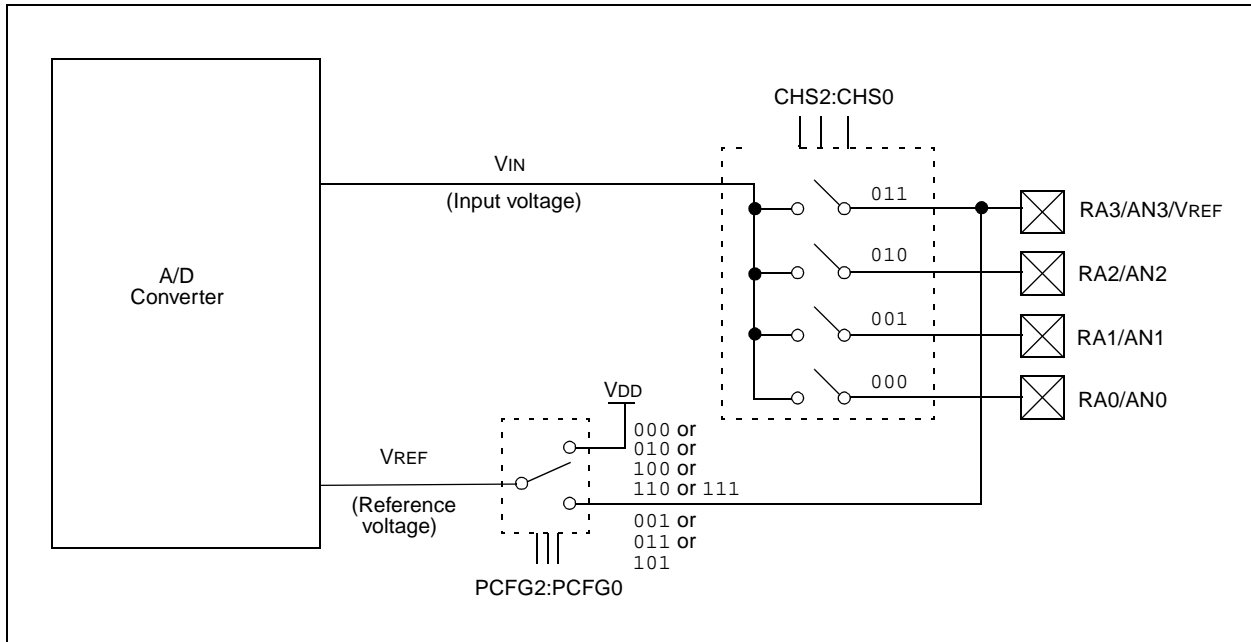 CHS2:CHS0
VIN
(Input voltage)
011
RA3/AN3/VREF
010
RA2/AN2
A/D
Converter
001
RA1/AN1
000
RA0/AN0
VDD
000 or
010 or
100 or
110 or 111
VREF
(Reference
voltage)
001 or
011 or
101
PCFG2:PCFG0